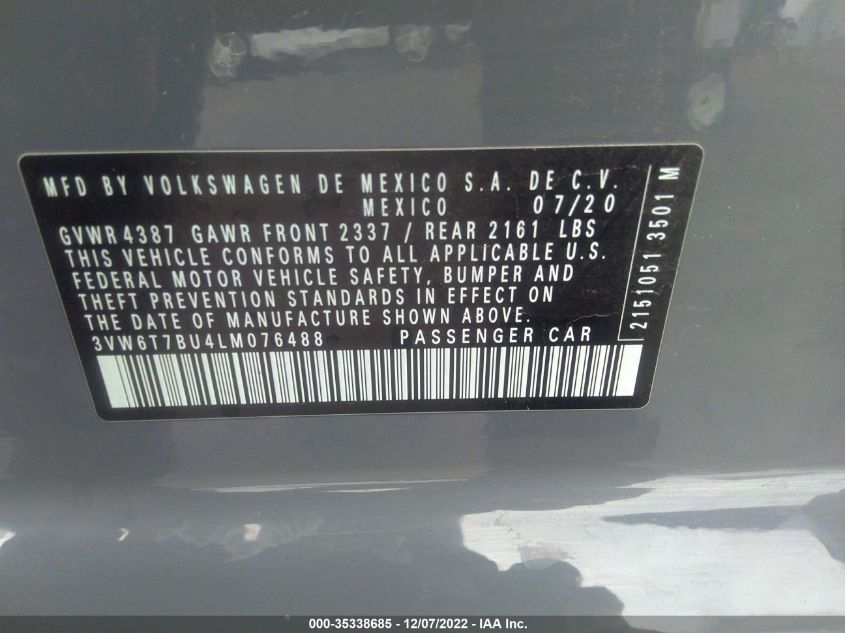 MFD BY VOLKSWAGEN DE MEXICO S.A. DE C.V.
MEXICO 07/20
GVWR 4387 GAWR FRONT 2337 / REAR 2161 LBS
THIS VEHICLE CONFORMS TO ALL APPLICABLE U.S.
FEDERAL MOTOR VEHICLE SAFETY, BUMPER AND
THEFT PREVENTION STANDARDS IN EFFECT ON
THE DATE OF MANUFACTURE SHOWN ABOVE.
3VW6T7BU4LM076488 PASSENGER CAR
2151051 3501 M
000-35338685 - 12/07/2022 - IAA Inc.